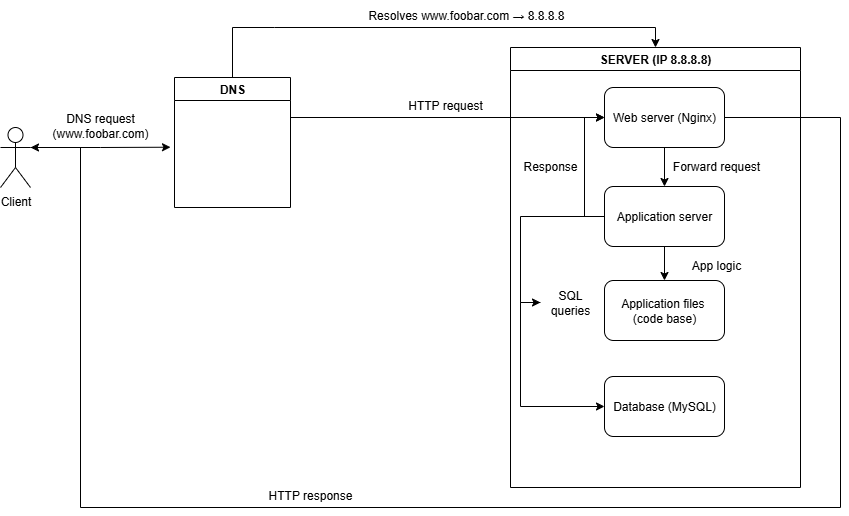 Resolves www.foobar.com → 8.8.8.8
SERVER (IP 8.8.8.8)
DNS
DNS request
(www.foobar.com)
HTTP request
Web server (Nginx)
Response
Forward request
Client
Application server
App logic
SQL
queries
Application files
(code base)
Database (MySQL)
HTTP response